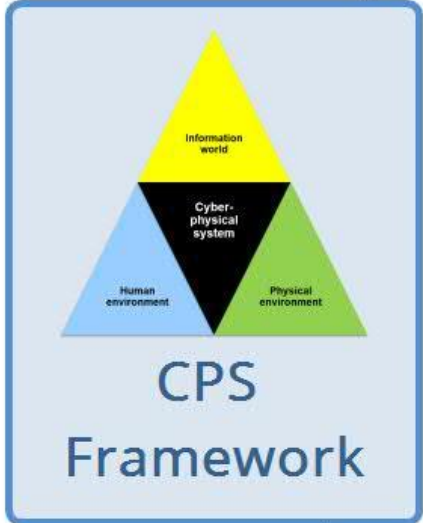 Information
world
Cyber-
physical
system
Human
environment
Physical
environment
CPS
Framework